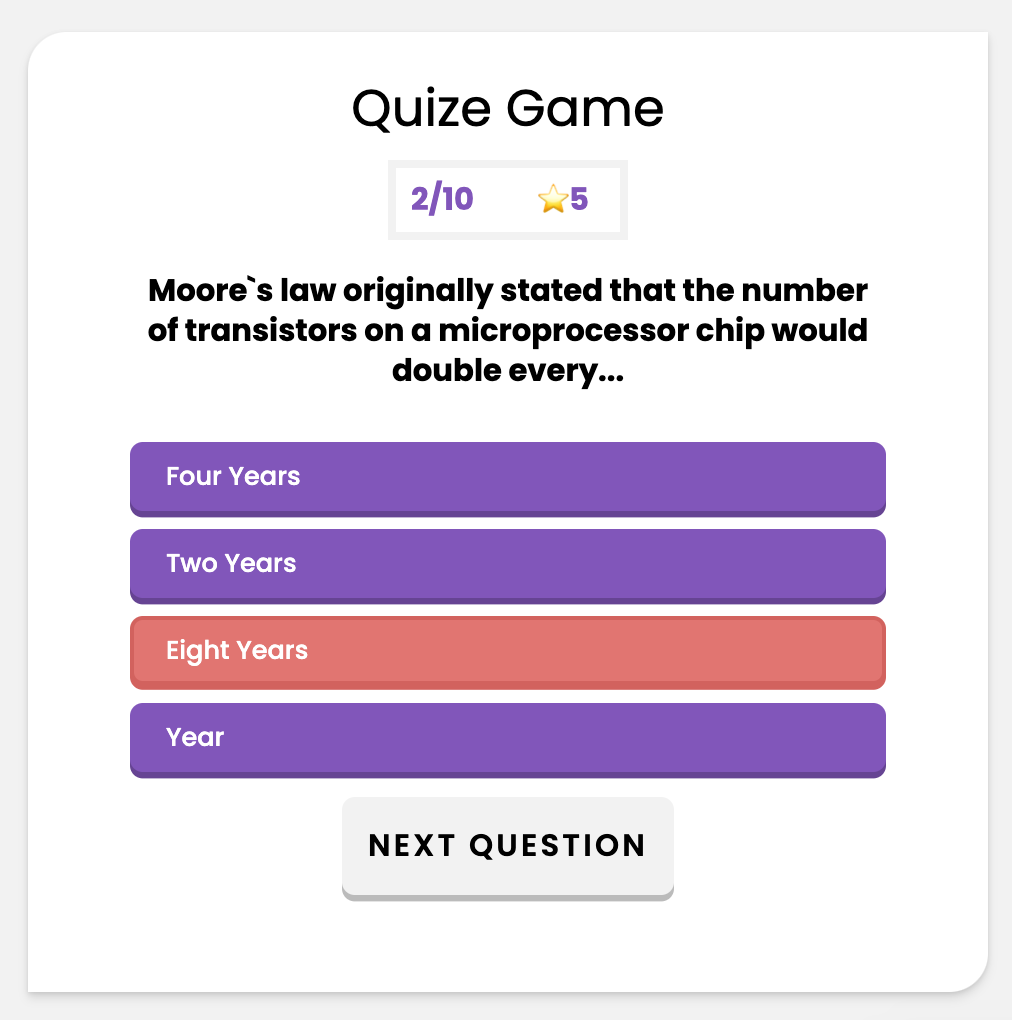 Quize Game
2/10 ⭐5
Moore`s law originally stated that the number
of transistors on a microprocessor chip would
double every...
Four Years
Two Years
Eight Years
Year
NEXT QUESTION